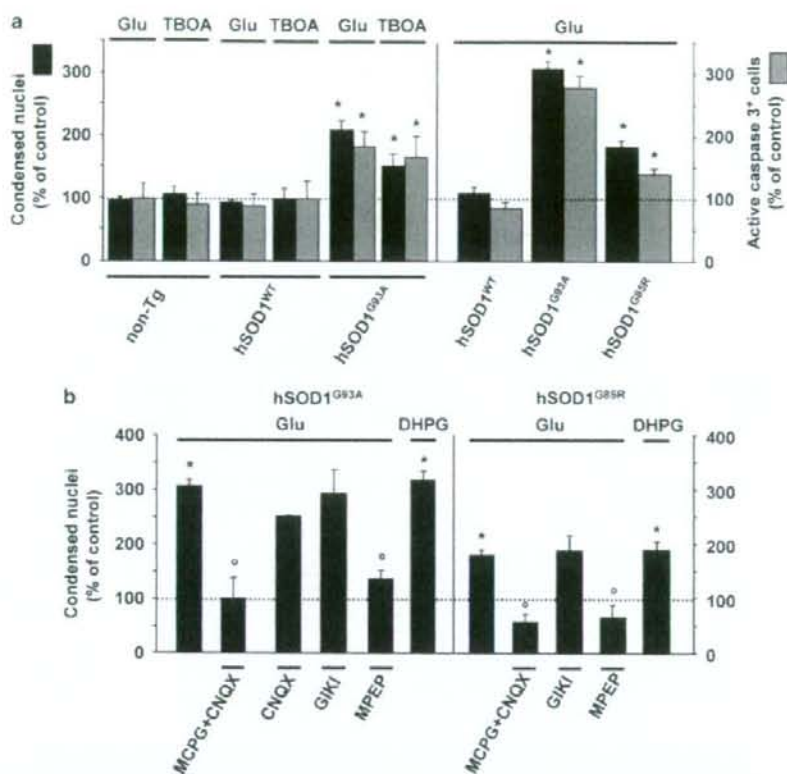 a
Glu TBOA Glu TBOA Glu TBOA Glu
Condensed nuclei
(% of control)
300
200
100
0
* * * * * * * *
300
200
100
0
Active caspase 3+ cells
(% of control)
non-Tg hSOD1WT hSOD1G93A hSOD1WT hSOD1G93A hSOD1G85R
b
hSOD1G93A hSOD1G85R
Glu DHPG Glu DHPG
Condensed nuclei
(% of control)
400
300
200
100
0
* ° ° * * ° ° *
400
300
200
100
0
MCPG+CNQX CNQX GIKI MPEP MCPG+CNQX GIKI MPEP